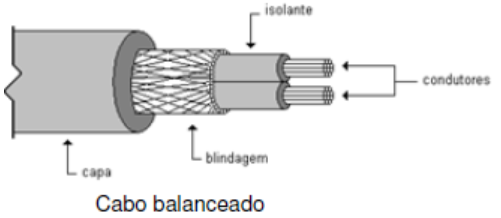 isolante
condutores
blindagem
capa
Cabo balanceado